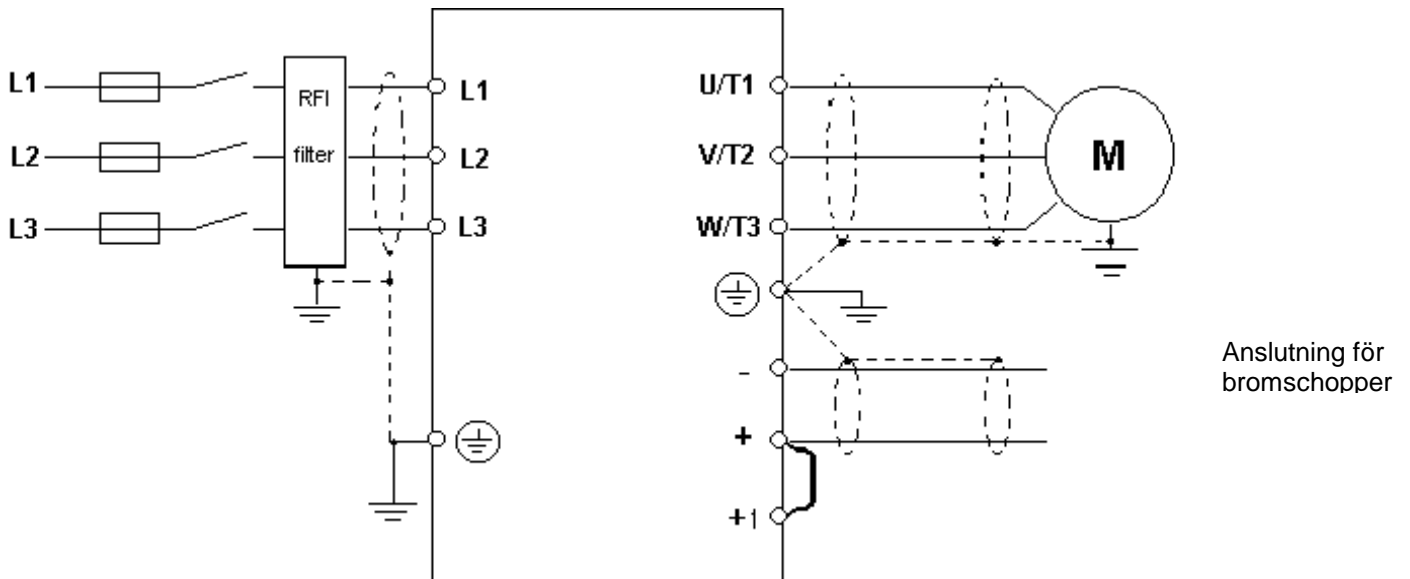 L1
L2
L3
RFI
filter
L1
L2
L3
U/T1
V/T2
W/T3
-
+
+1
M
Anslutning för
bromschopper